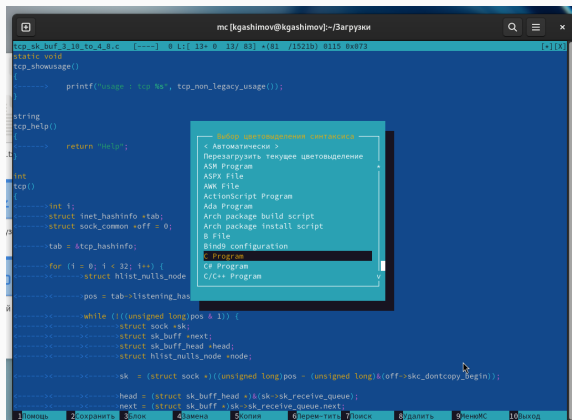 mc [kgashimov@kgashimov]:~/Загрузки
tcp_sk_buff_3_10_to_4_8.c [----] 0 L:[ 13+ 0 13/ 83] *(81 /1521b) 0115 0x073 [*][X]
static void
tcp_showusage()
{
<------>printf("usage : tcp %s", tcp_non_legacy_usage());
}
string
tcp_help()
{
<------>return "Help";
}
int
tcp()
{
<------>int i;
<------>struct inet_hashinfo *tab;
<------>struct sock_common *off = 0;
<------>tab = &tcp_hashinfo;
<------>for (i = 0; i < 32; i++) {
<------><------>struct hlist_nulls_node
<------><------>pos = tab->listening_has
<------><------>while (!((unsigned long)pos & 1)) {
<------><------><------>struct sock *sk;
<------><------><------>struct sk_buff *next;
<------><------><------>struct sk_buff_head *head;
<------><------><------>struct hlist_nulls_node *node;
<------><------><------>sk = (struct sock *)((unsigned long)pos - (unsigned long)&(off->skc_dontcopy_begin));
<------><------><------>head = (struct sk_buff_head *)&(sk->sk_receive_queue);
<------><------><------>next = (struct sk_buff *)sk->sk_receive_queue.next;
Выбор цветовыделения синтаксиса
< Автоматически >
Перезагрузить текущее цветовыделение
ASM Program
ASPX File
AWK File
ActionScript Program
Ada Program
Arch package build script
Arch package install script
B File
Bind9 configuration
C Program
C# Program
C/C++ Program
1Помощь 2Сохранить 3Блок 4Замена 5Копия 6Перем~тить 7Поиск 8Удалить 9МенюMC 10Выход